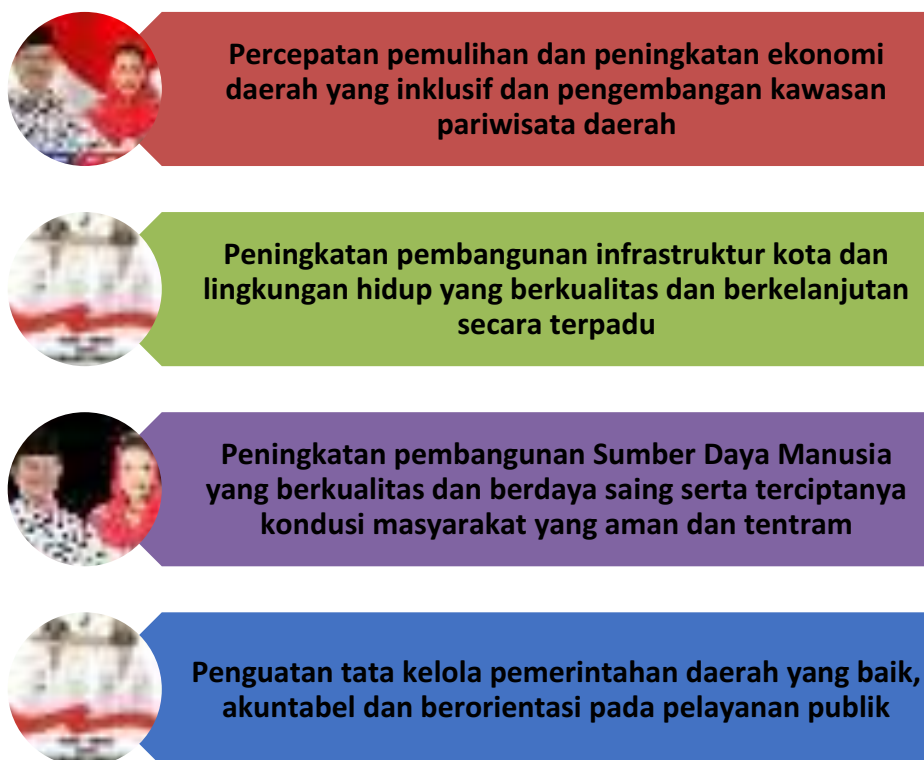 Percepatan pemulihan dan peningkatan ekonomi
daerah yang inklusif dan pengembangan kawasan
pariwisata daerah
Peningkatan pembangunan infrastruktur kota dan
lingkungan hidup yang berkualitas dan berkelanjutan
secara terpadu
Peningkatan pembangunan Sumber Daya Manusia
yang berkualitas dan berdaya saing serta terciptanya
kondusi masyarakat yang aman dan tentram
Penguatan tata kelola pemerintahan daerah yang baik,
akuntabel dan berorientasi pada pelayanan publik